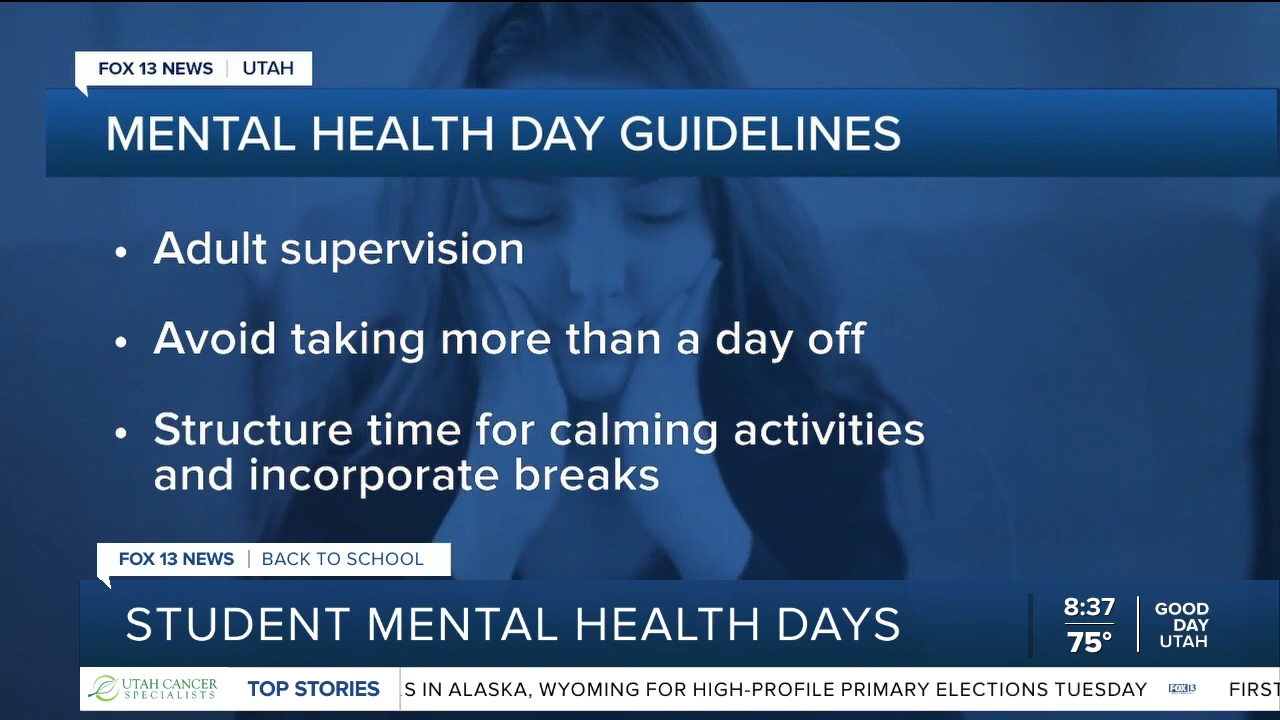 FOX 13 NEWS | UTAH
MENTAL HEALTH DAY GUIDELINES
• Adult supervision
• Avoid taking more than a day off
• Structure time for calming activities
and incorporate breaks
FOX 13 NEWS | BACK TO SCHOOL
STUDENT MENTAL HEALTH DAYS
8:37
75°
GOOD
DAY
UTAH
UTAH CANCER
SPECIALISTS
TOP STORIES
S IN ALASKA, WYOMING FOR HIGH-PROFILE PRIMARY ELECTIONS TUESDAY FOX 13 FIRST